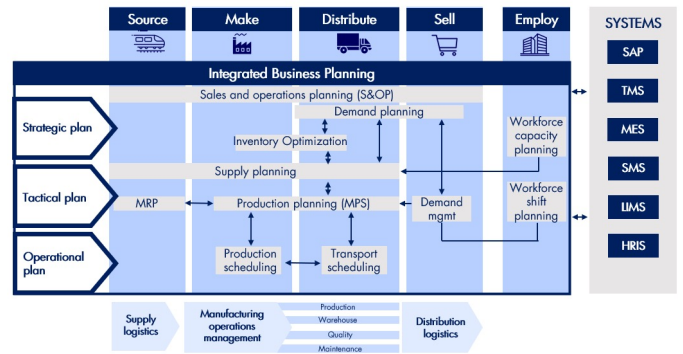 Source
Make
Distribute
Sell
Employ
SYSTEMS
Integrated Business Planning
Sales and operations planning (S&OP)
Strategic plan
Demand planning
Inventory Optimization
Workforce
capacity
planning
Supply planning
Tactical plan
MRP
Production planning (MPS)
Demand
mgmt
Workforce
shift
planning
Operational
plan
Production
scheduling
Transport
scheduling
SAP
TMS
MES
SMS
LIMS
HRIS
Supply
logistics
Manufacturing
operations
management
Production
Warehouse
Quality
Maintenance
Distribution
logistics